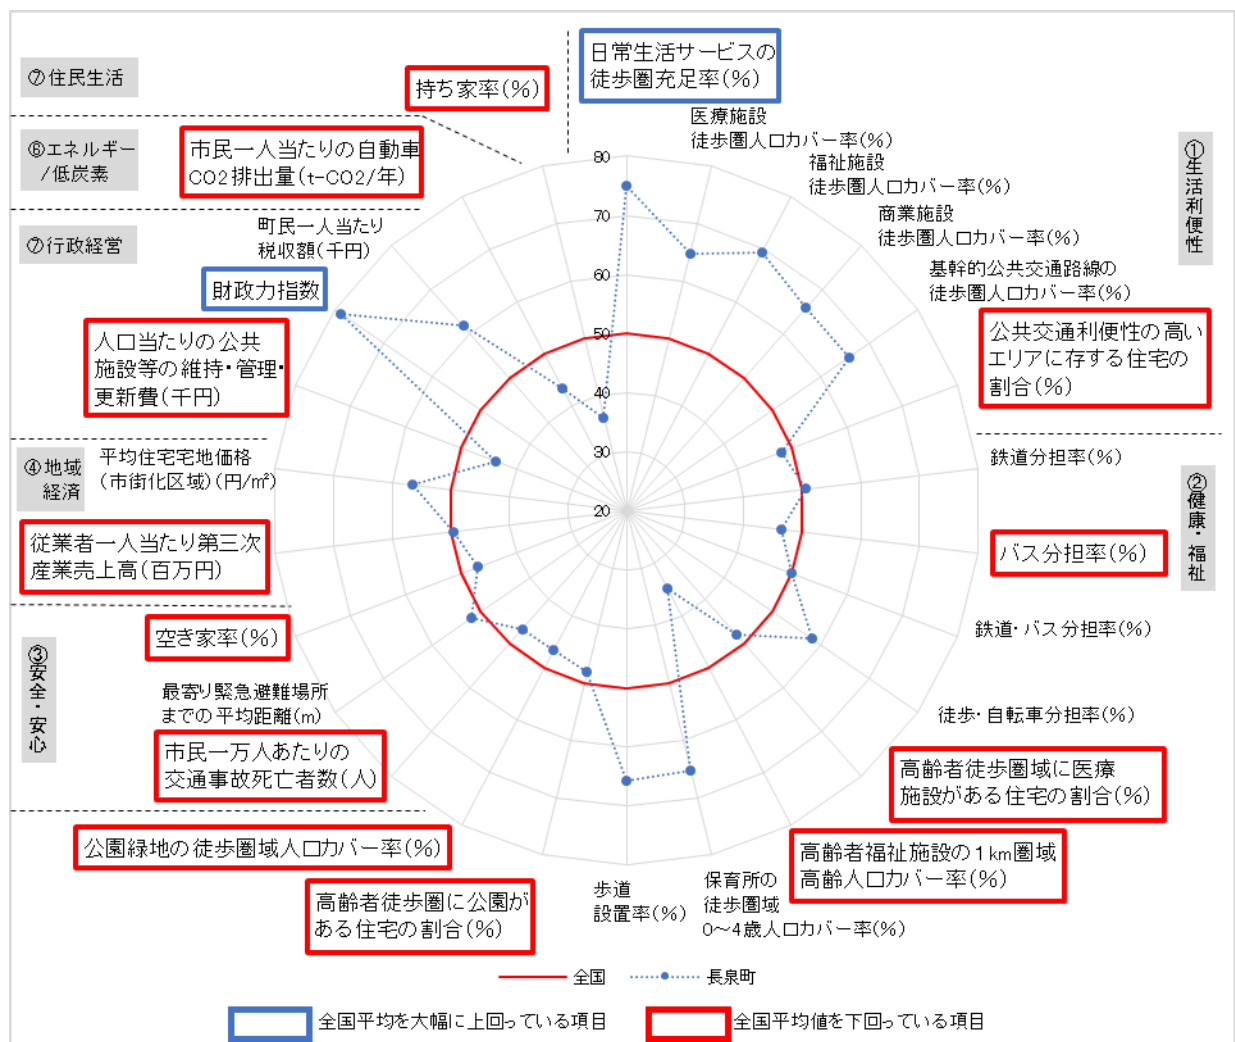 日常生活サービスの
徒歩圏充足率(％)
医療施設
徒歩圏人口カバー率(％)
福祉施設
徒歩圏人口カバー率(％)
商業施設
徒歩圏人口カバー率(％)
基幹的公共交通路線の
徒歩圏人口カバー率(％)
公共交通利便性の高い
エリアに存する住宅の
割合(％)
①生活利便性
鉄道分担率(％)
バス分担率(％)
鉄道・バス分担率(％)
徒歩・自転車分担率(％)
高齢者徒歩圏域に医療
施設がある住宅の割合(％)
高齢者福祉施設の1km圏域
高齢人口カバー率(％)
保育所の
徒歩圏域
0～4歳人口カバー率(％)
②健康・福祉
歩道
設置率(％)
高齢者徒歩圏に公園が
ある住宅の割合(％)
公園緑地の徒歩圏域人口カバー率(％)
市民一万人あたりの
交通事故死亡者数(人)
最寄り緊急避難場所
までの平均距離(m)
空き家率(％)
③安全・安心
従業者一人当たり第三次
産業売上高(百万円)
平均住宅宅地価格
(市街化区域)(円/㎡)
④地域
経済
人口当たりの公共
施設等の維持・管理・
更新費(千円)
財政力指数
町民一人当たり
税収額(千円)
⑦行政経営
市民一人当たりの自動車
CO2排出量(t-CO2/年)
⑥エネルギー
/低炭素
持ち家率(％)
⑦住民生活
80
70
60
50
40
30
20
全国
長泉町
全国平均を大幅に上回っている項目
全国平均値を下回っている項目